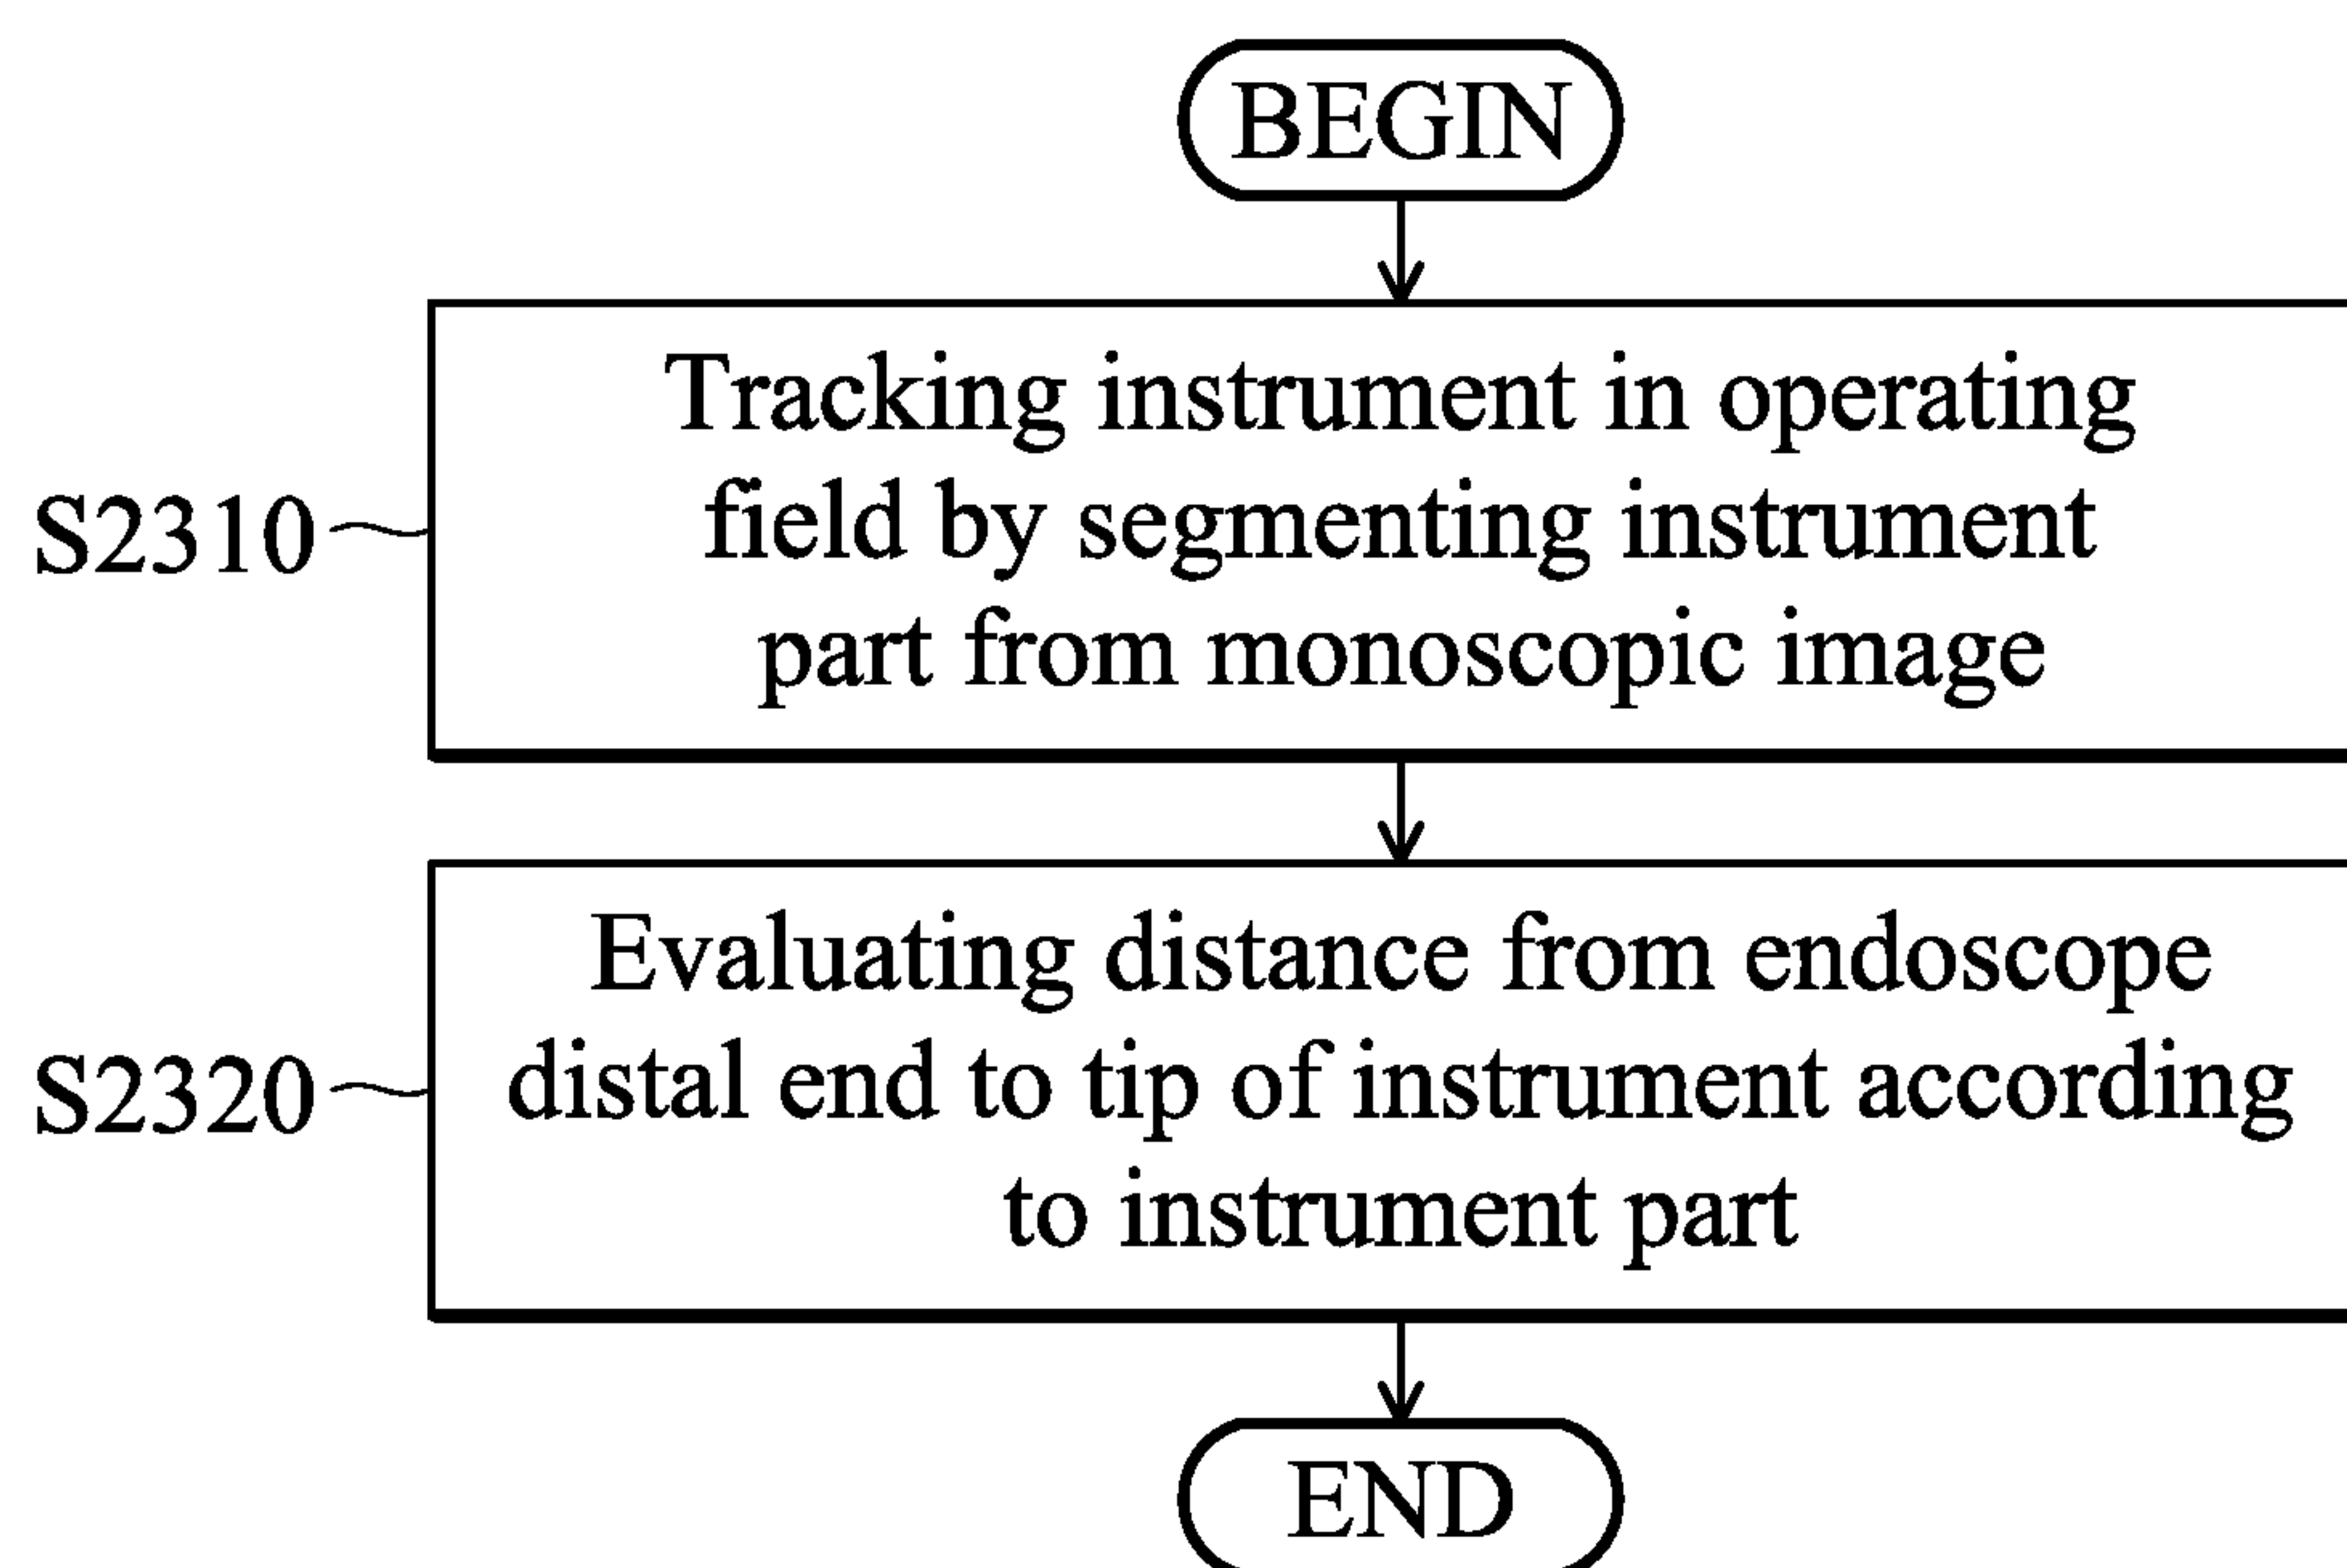 BEGIN
Tracking instrument in operating
field by segmenting instrument
part from monoscopic image
S2310
Evaluating distance from endoscope
distal end to tip of instrument according
to instrument part
S2320
END